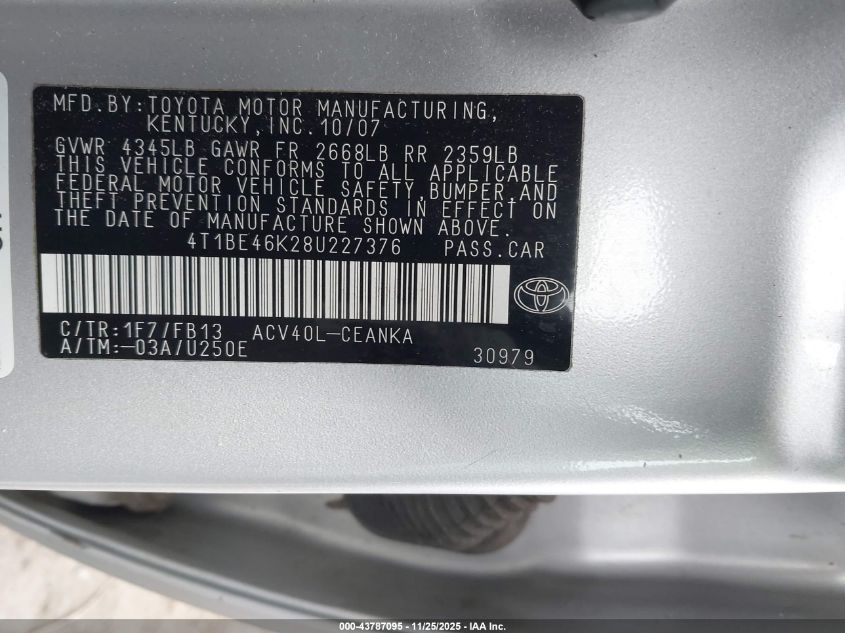 MFD.BY:TOYOTA MOTOR MANUFACTURING,
KENTUCKY,INC.10/07
GVWR 4345LB GAWR FR 2668LB RR 2359LB
THIS VEHICLE CONFORMS TO ALL APPLICABLE
FEDERAL MOTOR VEHICLE SAFETY,BUMPER,AND
THEFT PREVENTION STANDARDS IN EFFECT ON
THE DATE OF MANUFACTURE SHOWN ABOVE.
4T1BE46K28U227376 PASS.CAR
C/TR:1F7/FB13 ACV40L-CEANKA
A/TM:-03A/U250E 30979
000-43787095 | 11/25/2025 - IAA Inc.